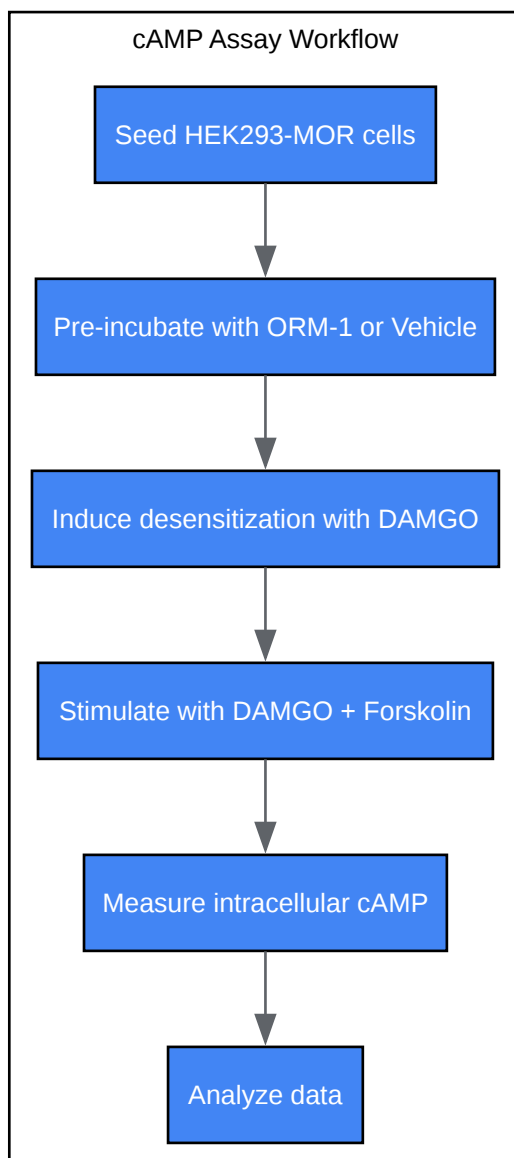 cAMP Assay Workflow
Seed HEK293-MOR cells
Pre-incubate with ORM-1 or Vehicle
Induce desensitization with DAMGO
Stimulate with DAMGO + Forskolin
Measure intracellular cAMP
Analyze data